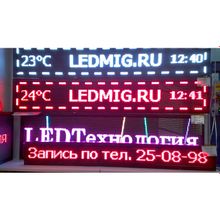 23°C LEDMIG.RU 12:40
24°C LEDMIG.RU 12:41
LEDТехнология
Запись по тел. 25-08-98